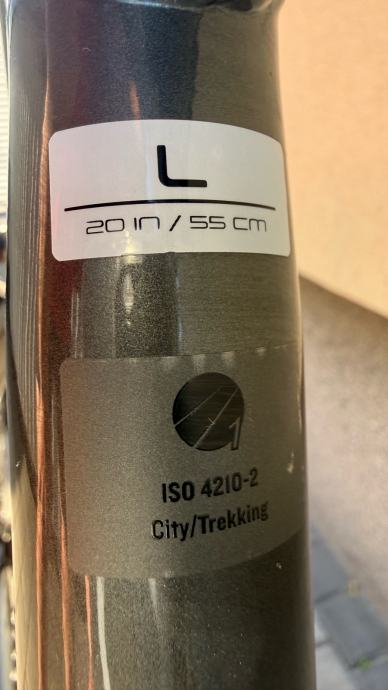 L
20 in / 55 cm
1
ISO 4210-2
City/Trekking